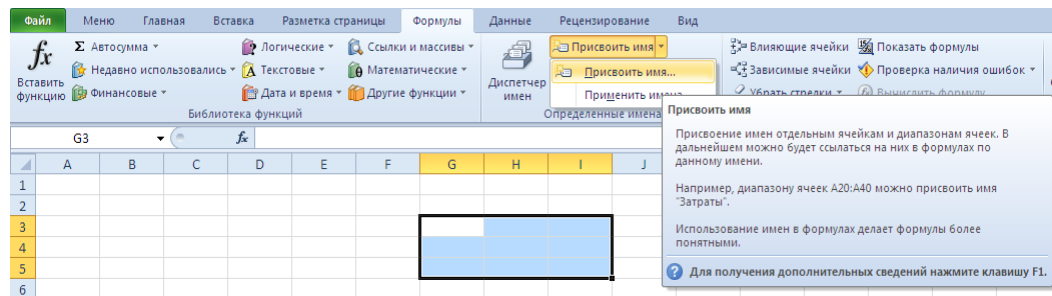 Файл Меню Главная Вставка Разметка страницы Формулы Данные Рецензирование Вид
fx Вставить функцию
Σ Автосумма
Недавно использовались
Финансовые
Логические
Текстовые
Дата и время
Ссылки и массивы
Математические
Другие функции
Библиотека функций
Диспетчер имен
Присвоить имя
Присвоить имя...
Применить имена
Определенные имена
Влияющие ячейки
Зависимые ячейки
Убрать стрелки
Показать формулы
Проверка наличия ошибок
Вычислить формулу
Присвоить имя
Присвоение имен отдельным ячейкам и диапазонам ячеек. В
дальнейшем можно будет ссылаться на них в формулах по
данному имени.
Например, диапазону ячеек A20:A40 можно присвоить имя
"Затраты".
Использование имен в формулах делает формулы более
понятными.
Для получения дополнительных сведений нажмите клавишу F1.
G3 fx
A B C D E F G H I J
1
2
3
4
5
6